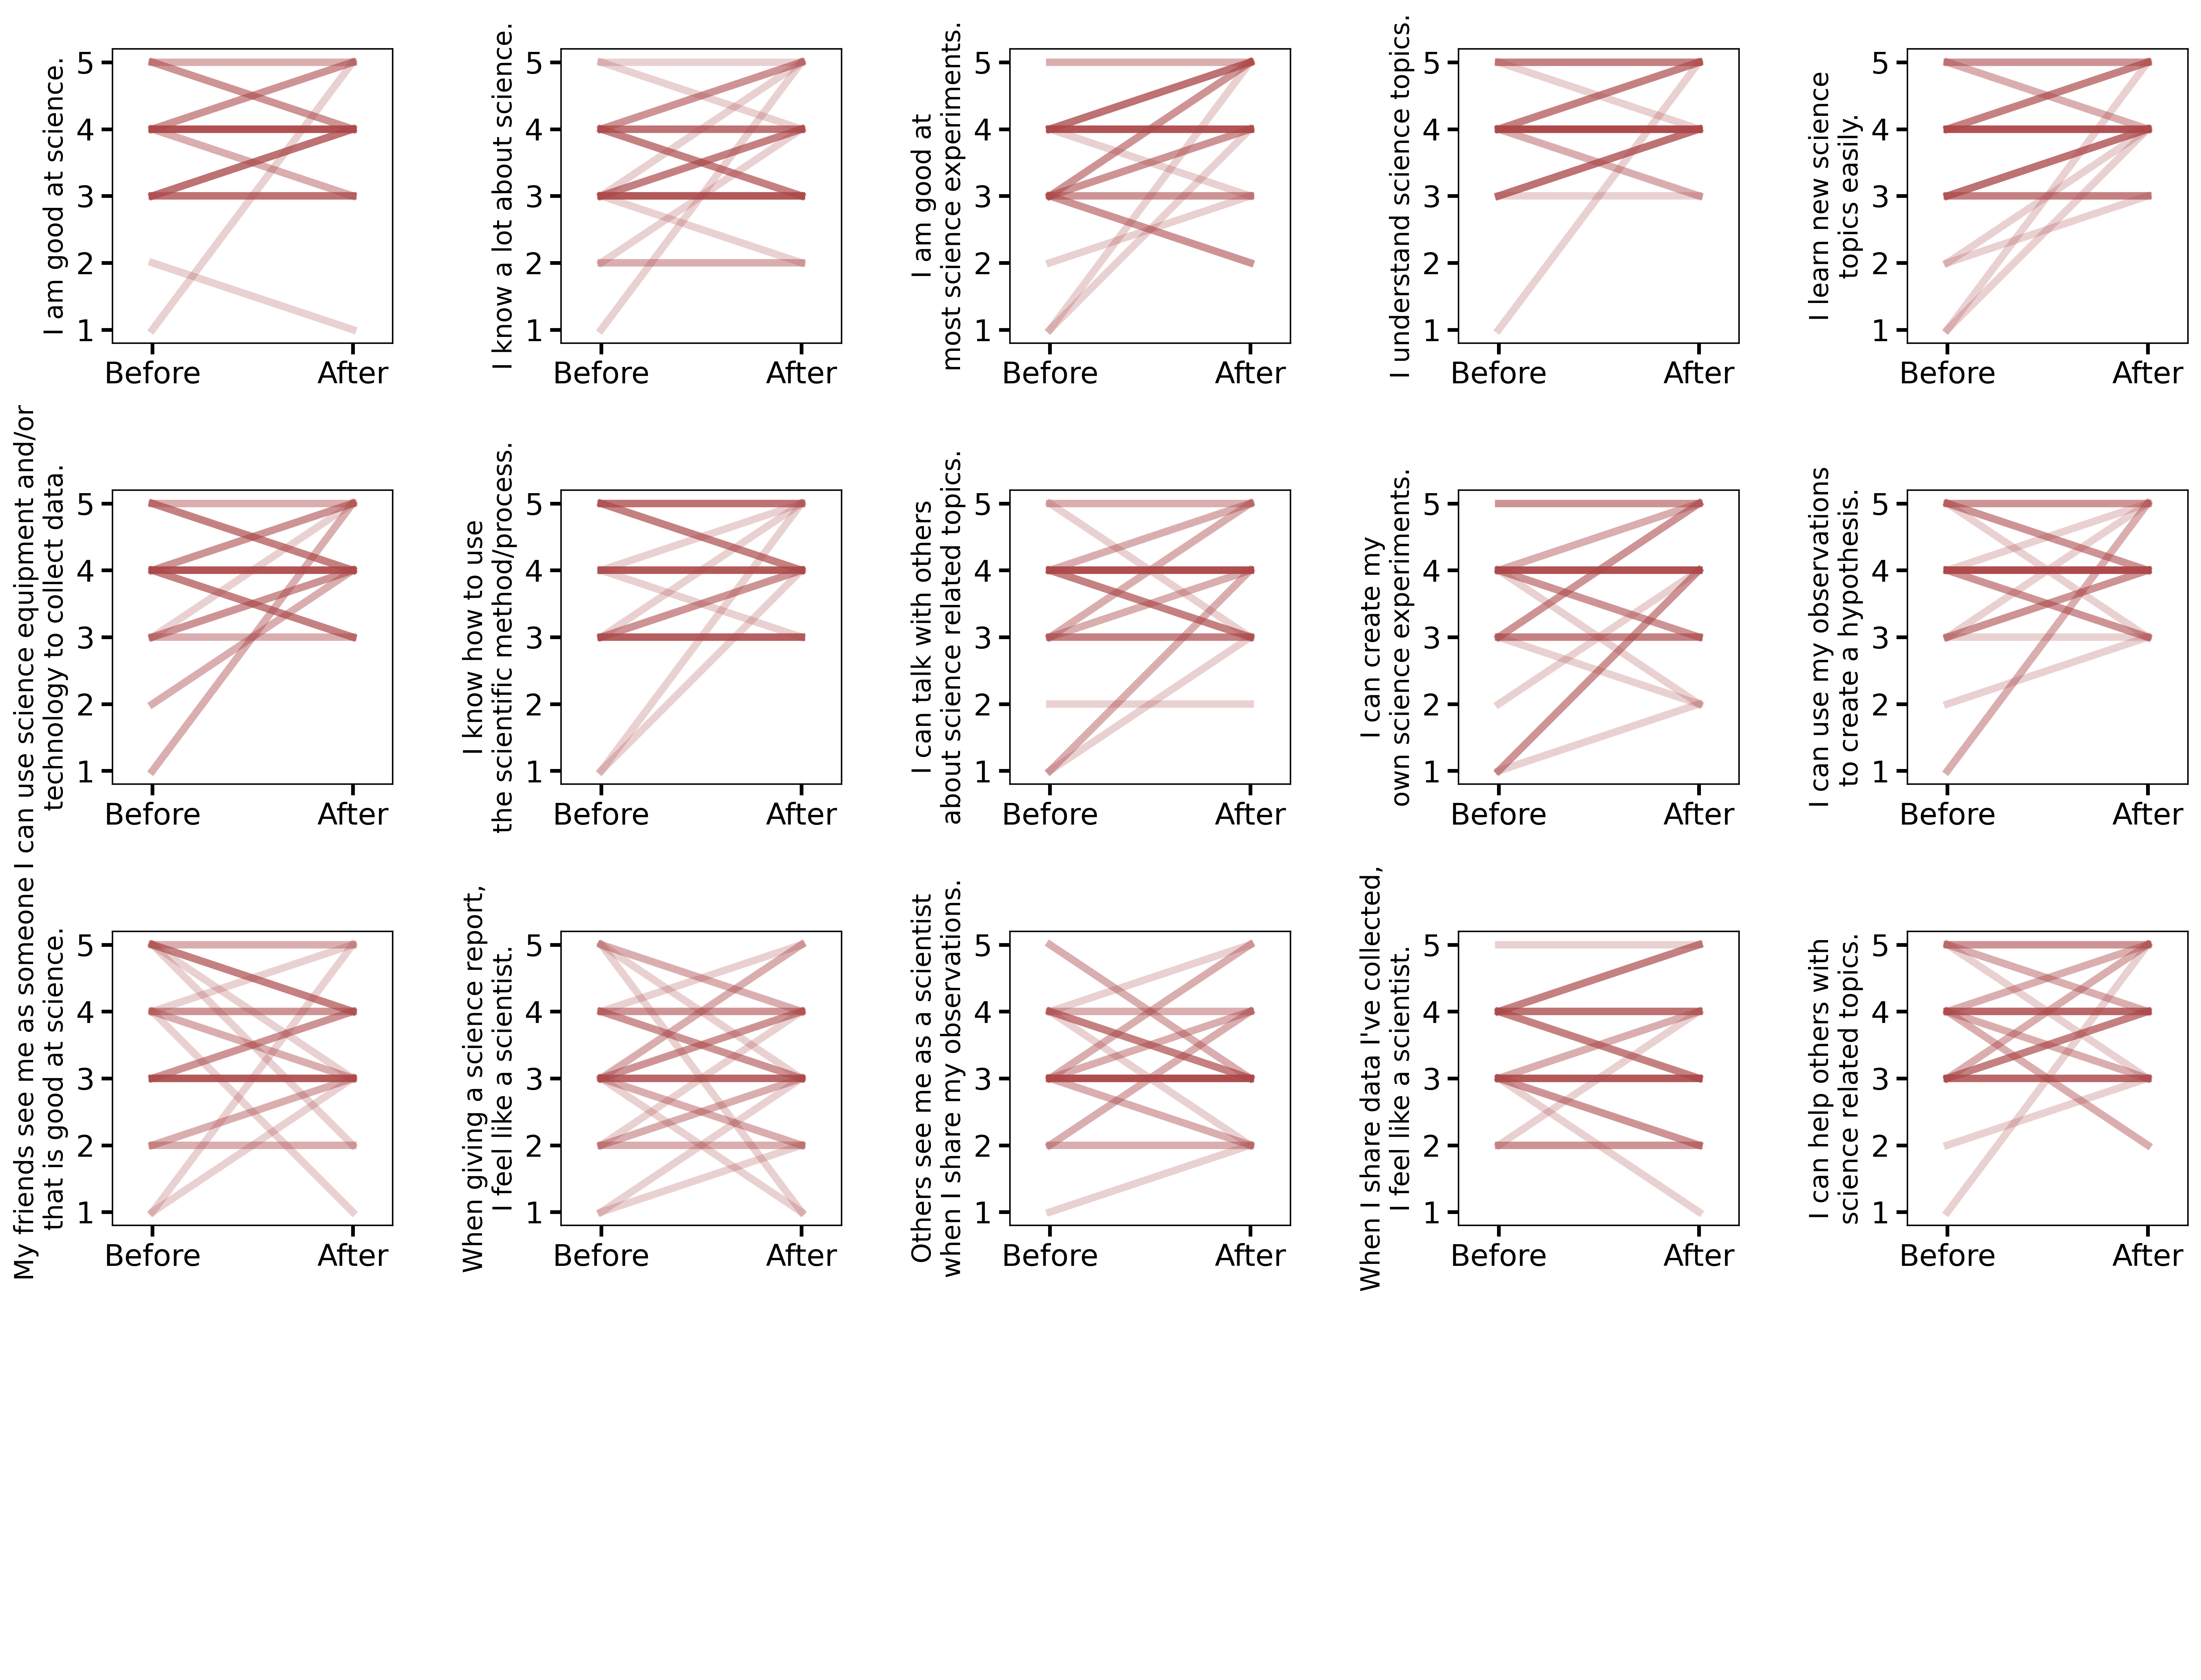 I am good at science.
5
4
3
2
1
Before
After
I know a lot about science.
5
4
3
2
1
Before
After
I am good at
most science experiments.
5
4
3
2
1
Before
After
I understand science topics.
5
4
3
2
1
Before
After
I learn new science
topics easily.
5
4
3
2
1
Before
After
I can use science equipment and/or
technology to collect data.
5
4
3
2
1
Before
After
I know how to use
the scientific method/process.
5
4
3
2
1
Before
After
I can talk with others
about science related topics.
5
4
3
2
1
Before
After
I can create my
own science experiments.
5
4
3
2
1
Before
After
I can use my observations
to create a hypothesis.
5
4
3
2
1
Before
After
My friends see me as someone
that is good at science.
5
4
3
2
1
Before
After
When giving a science report,
I feel like a scientist.
5
4
3
2
1
Before
After
Others see me as a scientist
when I share my observations.
5
4
3
2
1
Before
After
When I share data I've collected,
I feel like a scientist.
5
4
3
2
1
Before
After
I can help others with
science related topics.
5
4
3
2
1
Before
After